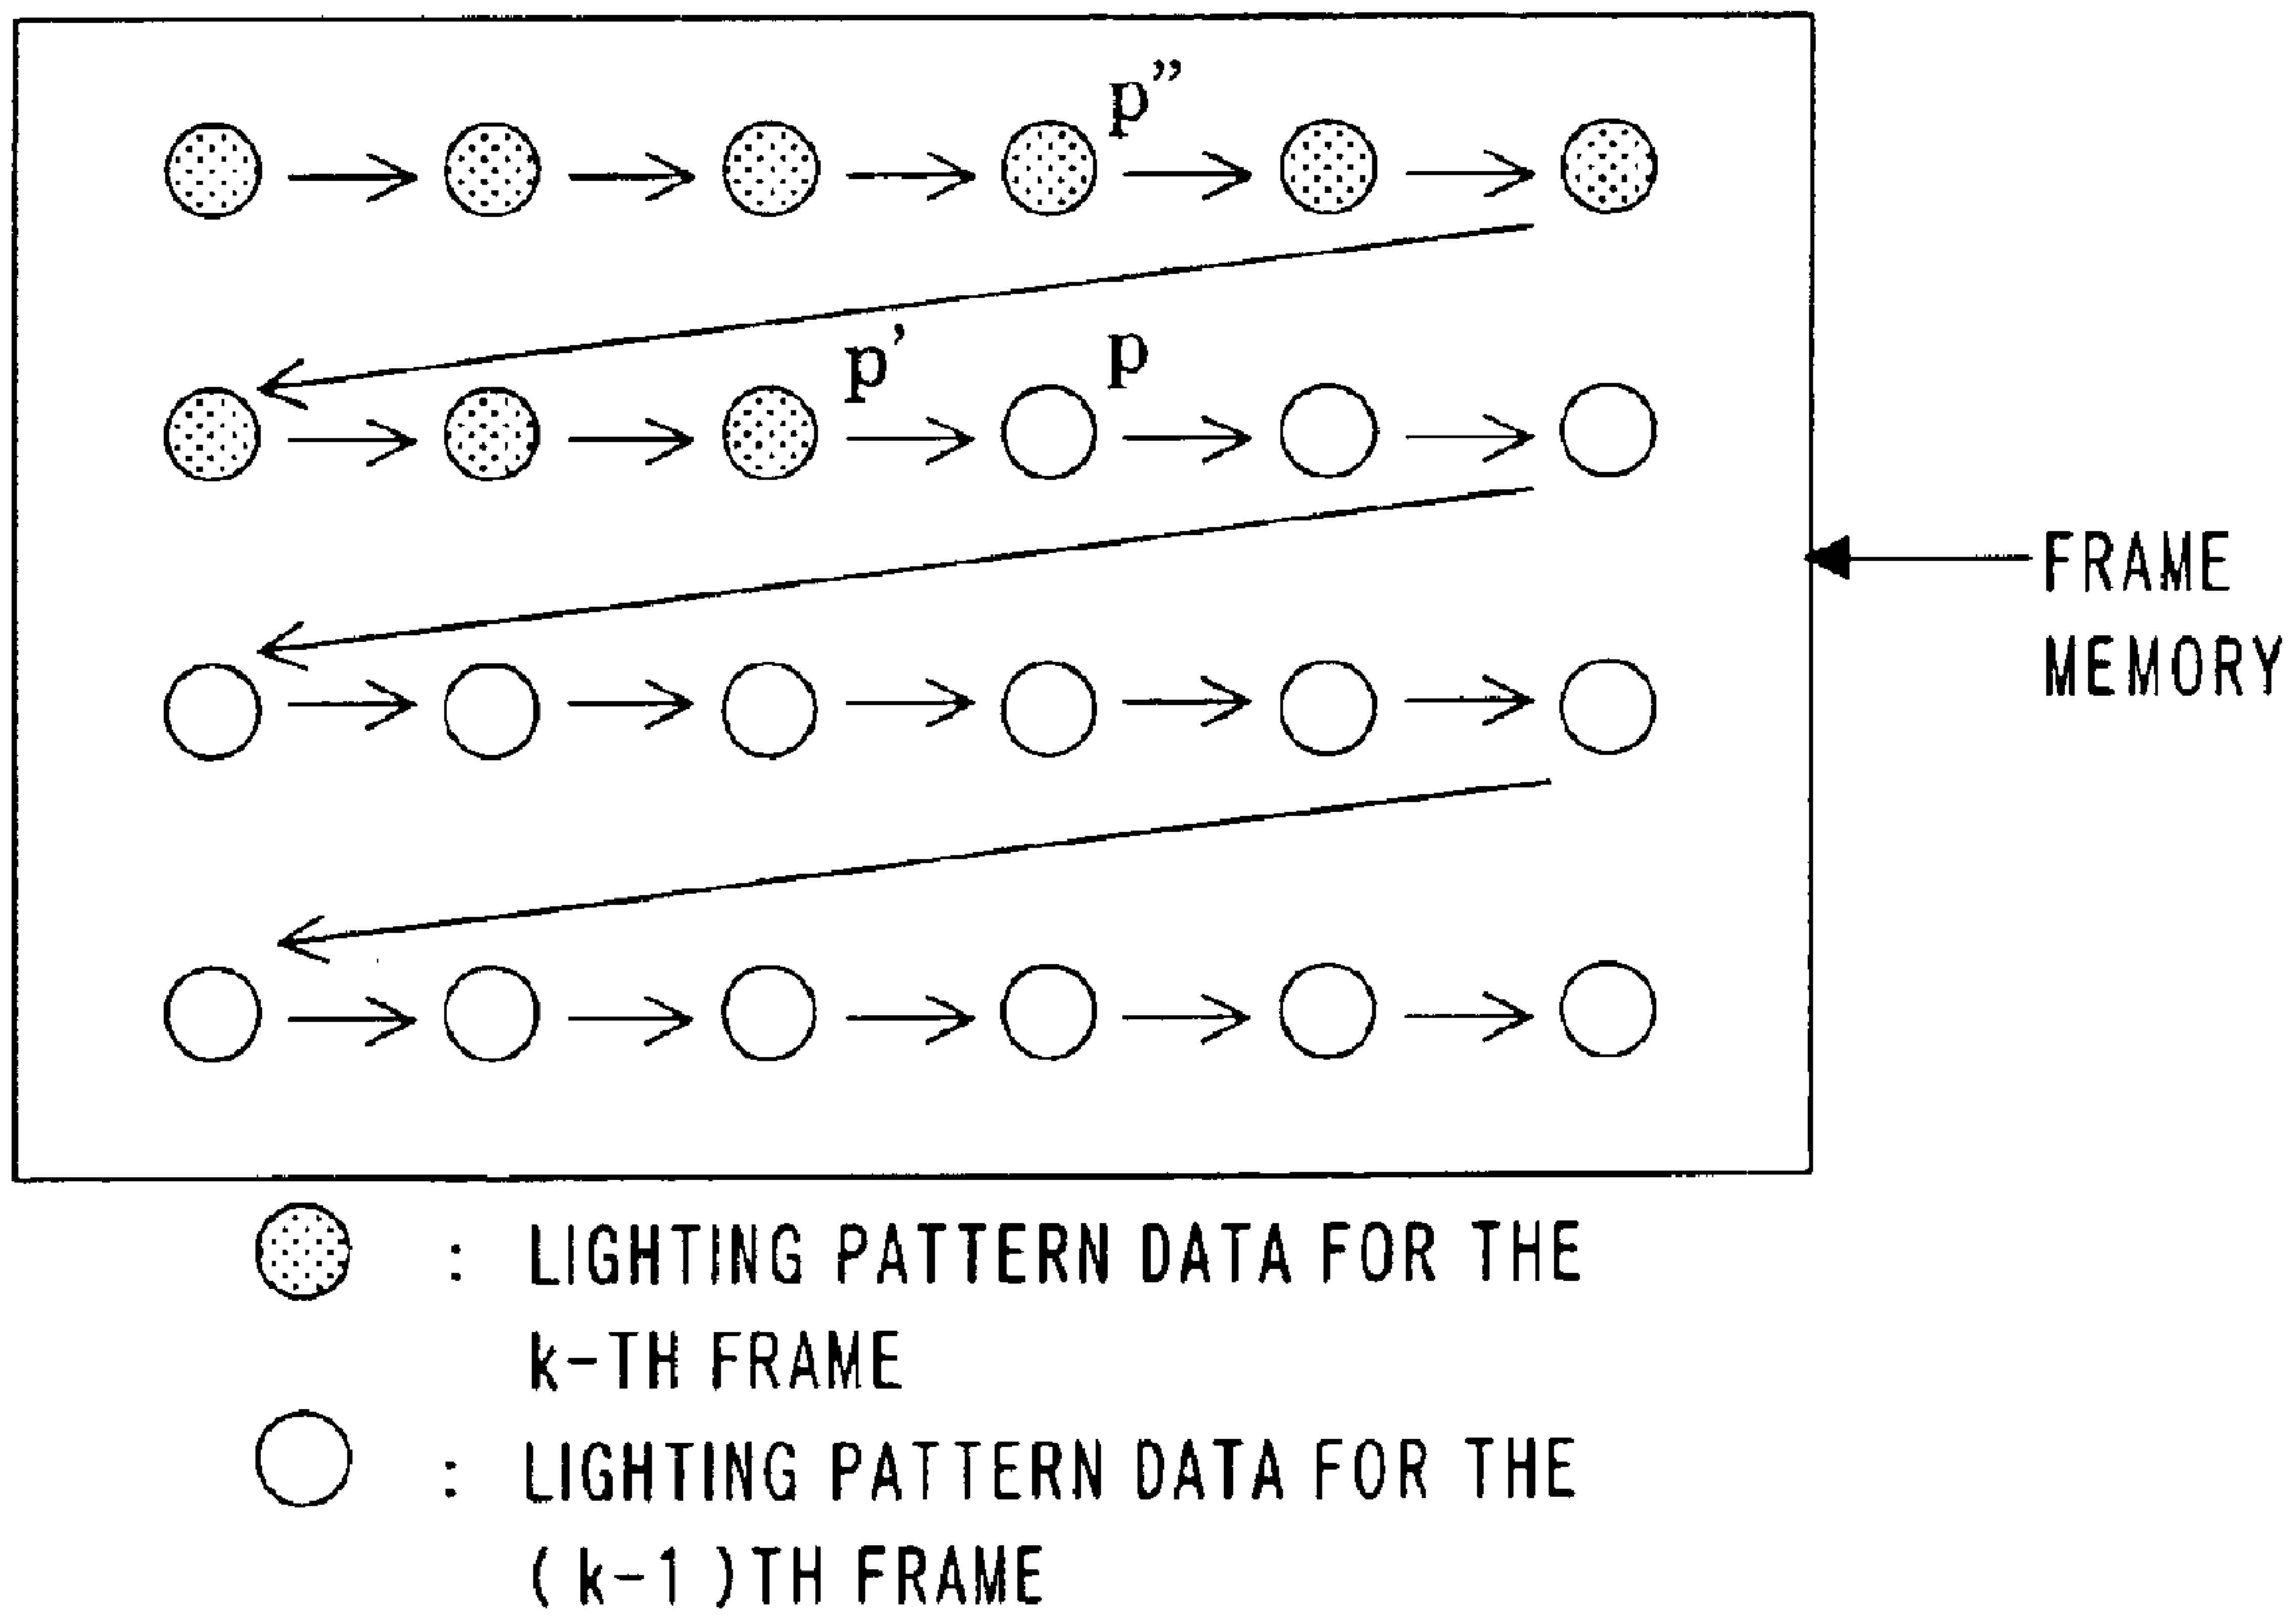 p”
p’
p
FRAME
MEMORY
: LIGHTING PATTERN DATA FOR THE
k-TH FRAME
: LIGHTING PATTERN DATA FOR THE
(k-1)TH FRAME